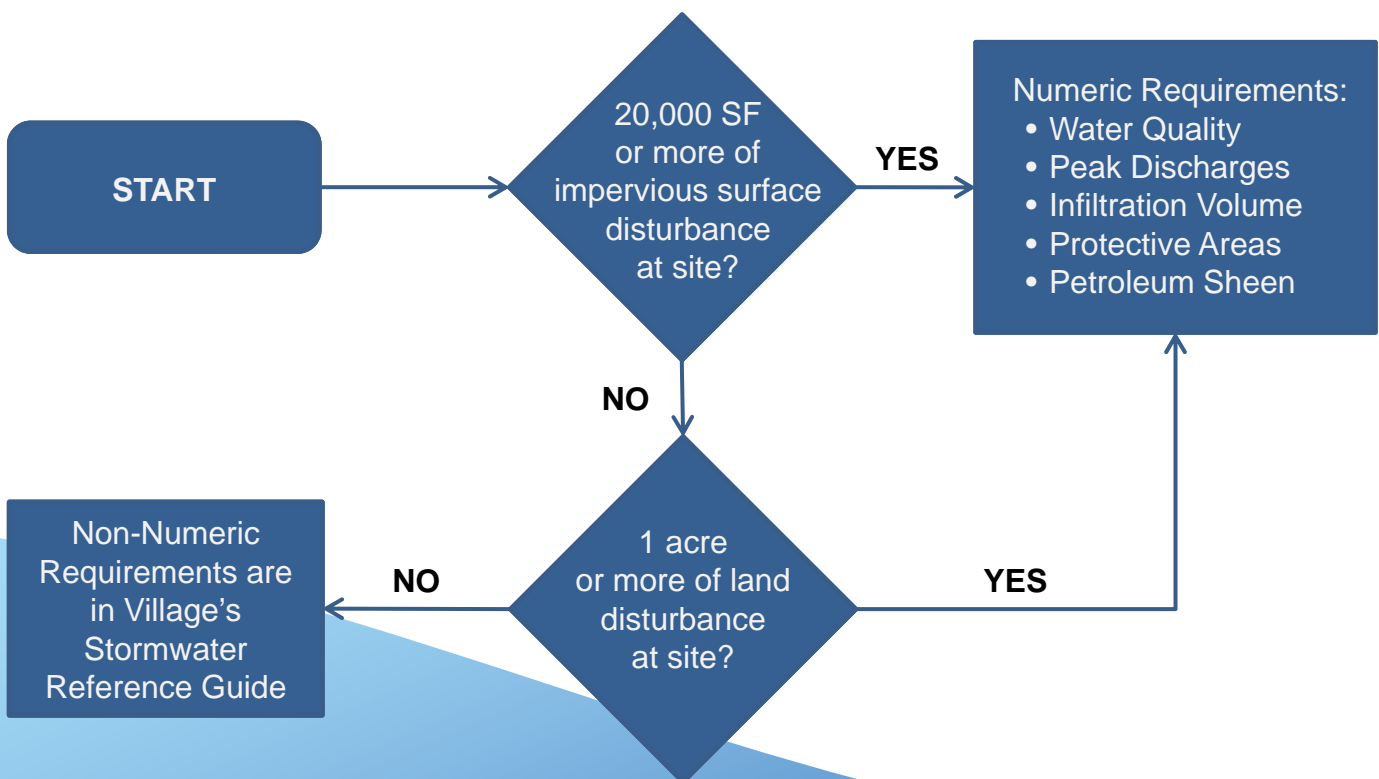 START
20,000 SF
or more of
impervious surface
disturbance
at site?
YES
Numeric Requirements:
• Water Quality
• Peak Discharges
• Infiltration Volume
• Protective Areas
• Petroleum Sheen
NO
1 acre
or more of land
disturbance
at site?
YES
NO
Non-Numeric
Requirements are
in Village’s
Stormwater
Reference Guide